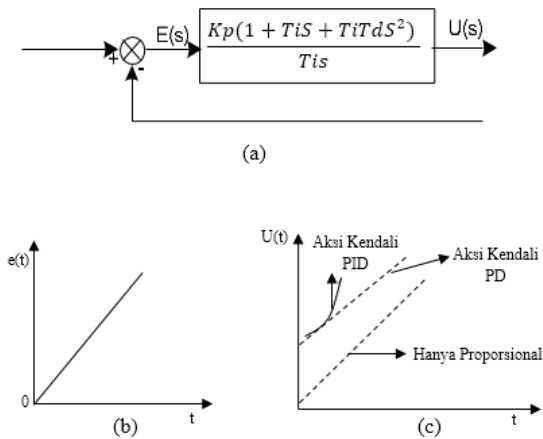 E(s)
Kp(1 + TiS + TiTdS²)
Tis
U(s)
+
-
(a)
e(t)
0
t
(b)
U(t)
Aksi Kendali
PID
Aksi Kendali
PD
Hanya Proporsional
t
(c)